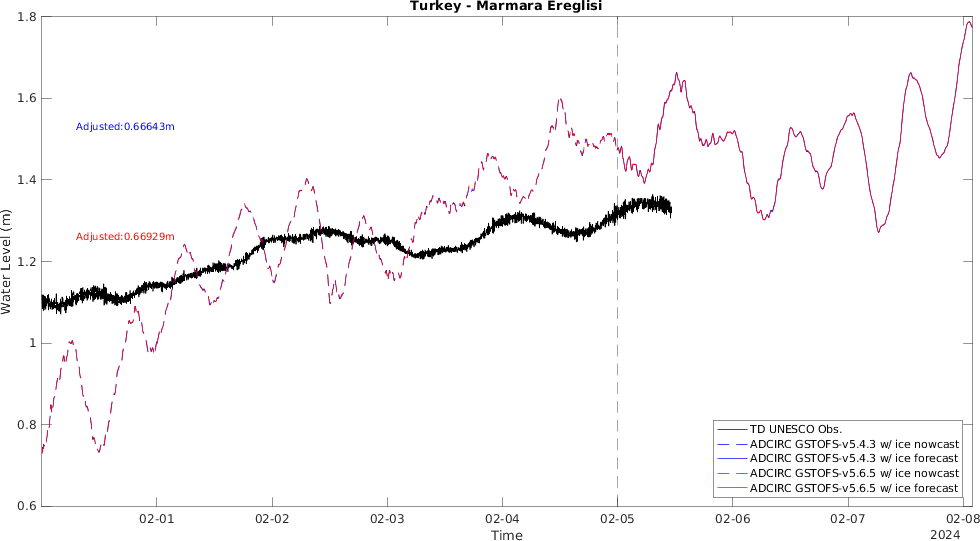 Turkey - Marmara Ereglisi
1.8
1.6
1.4
1.2
1
0.8
0.6
Water Level (m)
Adjusted:0.66643m
Adjusted:0.66929m
TD UNESCO Obs.
ADCIRC GSTOFS-v5.4.3 w/ ice nowcast
ADCIRC GSTOFS-v5.4.3 w/ ice forecast
ADCIRC GSTOFS-v5.6.5 w/ ice nowcast
ADCIRC GSTOFS-v5.6.5 w/ ice forecast
02-01 02-02 02-03 02-04 02-05 02-06 02-07 02-08
Time
2024